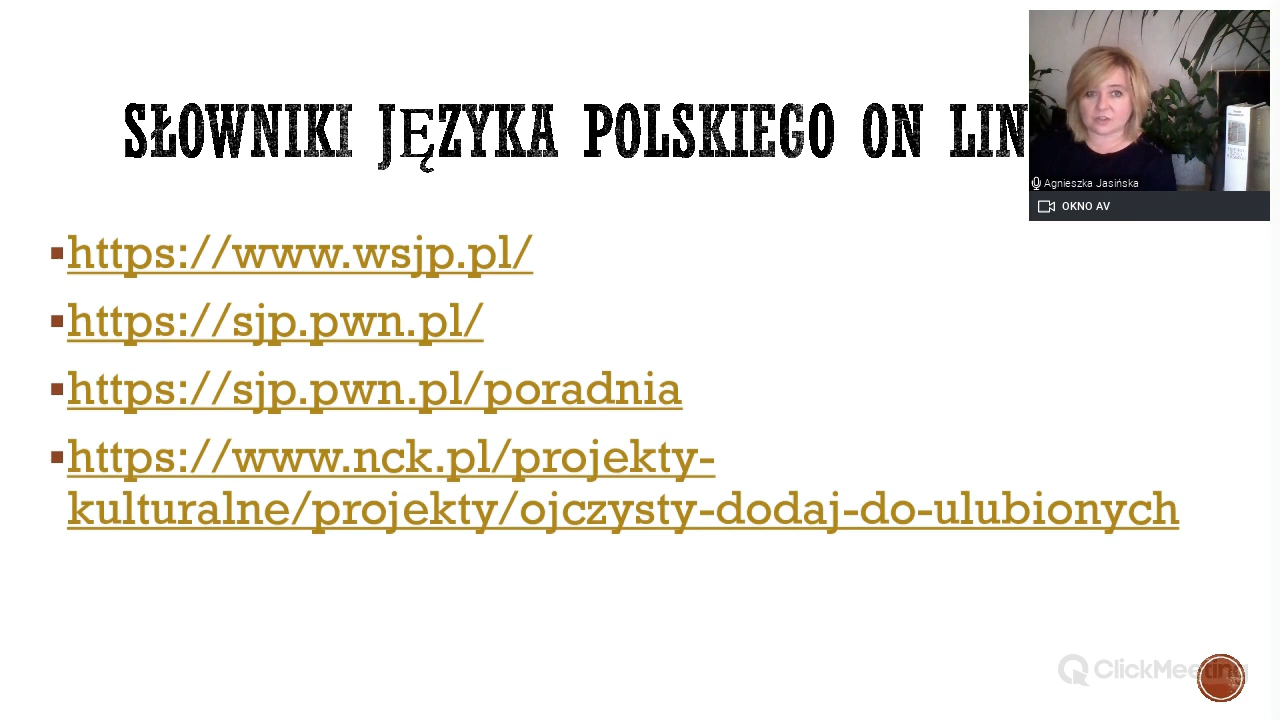 SŁOWNIKI JĘZYKA POLSKIEGO ON LIN
Agnieszka Jasińska
OKNO AV
https://www.wsjp.pl/
https://sjp.pwn.pl/
https://sjp.pwn.pl/poradnia
https://www.nck.pl/projekty-
kulturalne/projekty/ojczysty-dodaj-do-ulubionych
ClickMeeting